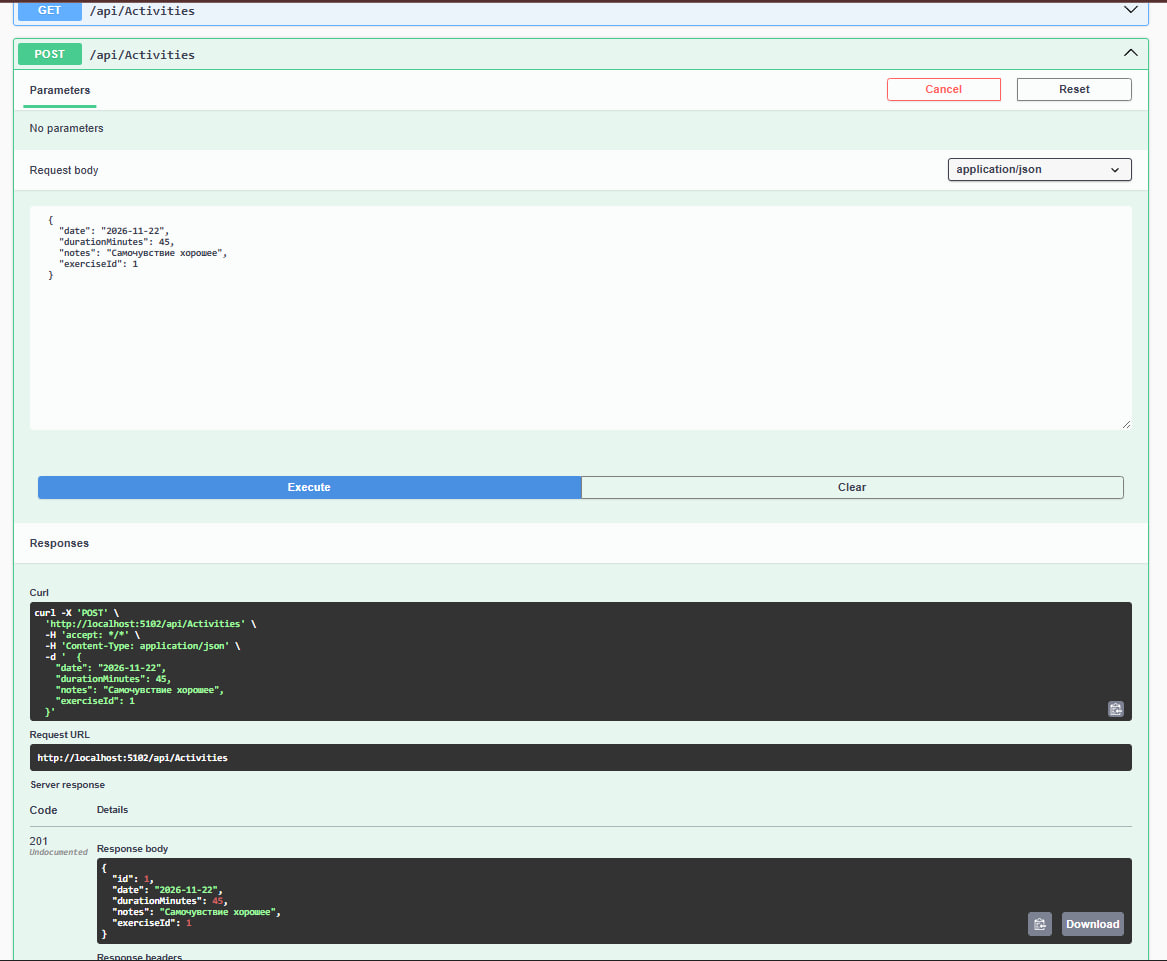 GET /api/Activities
POST /api/Activities
Parameters
Cancel
Reset
No parameters
Request body
application/json
{
"date": "2026-11-22",
"durationMinutes": 45,
"notes": "Самочувствие хорошее",
"exerciseId": 1
}
Execute
Clear
Responses
Curl
curl -X 'POST' \
'http://localhost:5102/api/Activities' \
-H 'accept: */*' \
-H 'Content-Type: application/json' \
-d ' {
"date": "2026-11-22",
"durationMinutes": 45,
"notes": "Самочувствие хорошее",
"exerciseId": 1
}'
Request URL
http://localhost:5102/api/Activities
Server response
Code Details
201
Undocumented
Response body
{
"id": 1,
"date": "2026-11-22",
"durationMinutes": 45,
"notes": "Самочувствие хорошее",
"exerciseId": 1
}
Download
Response headers